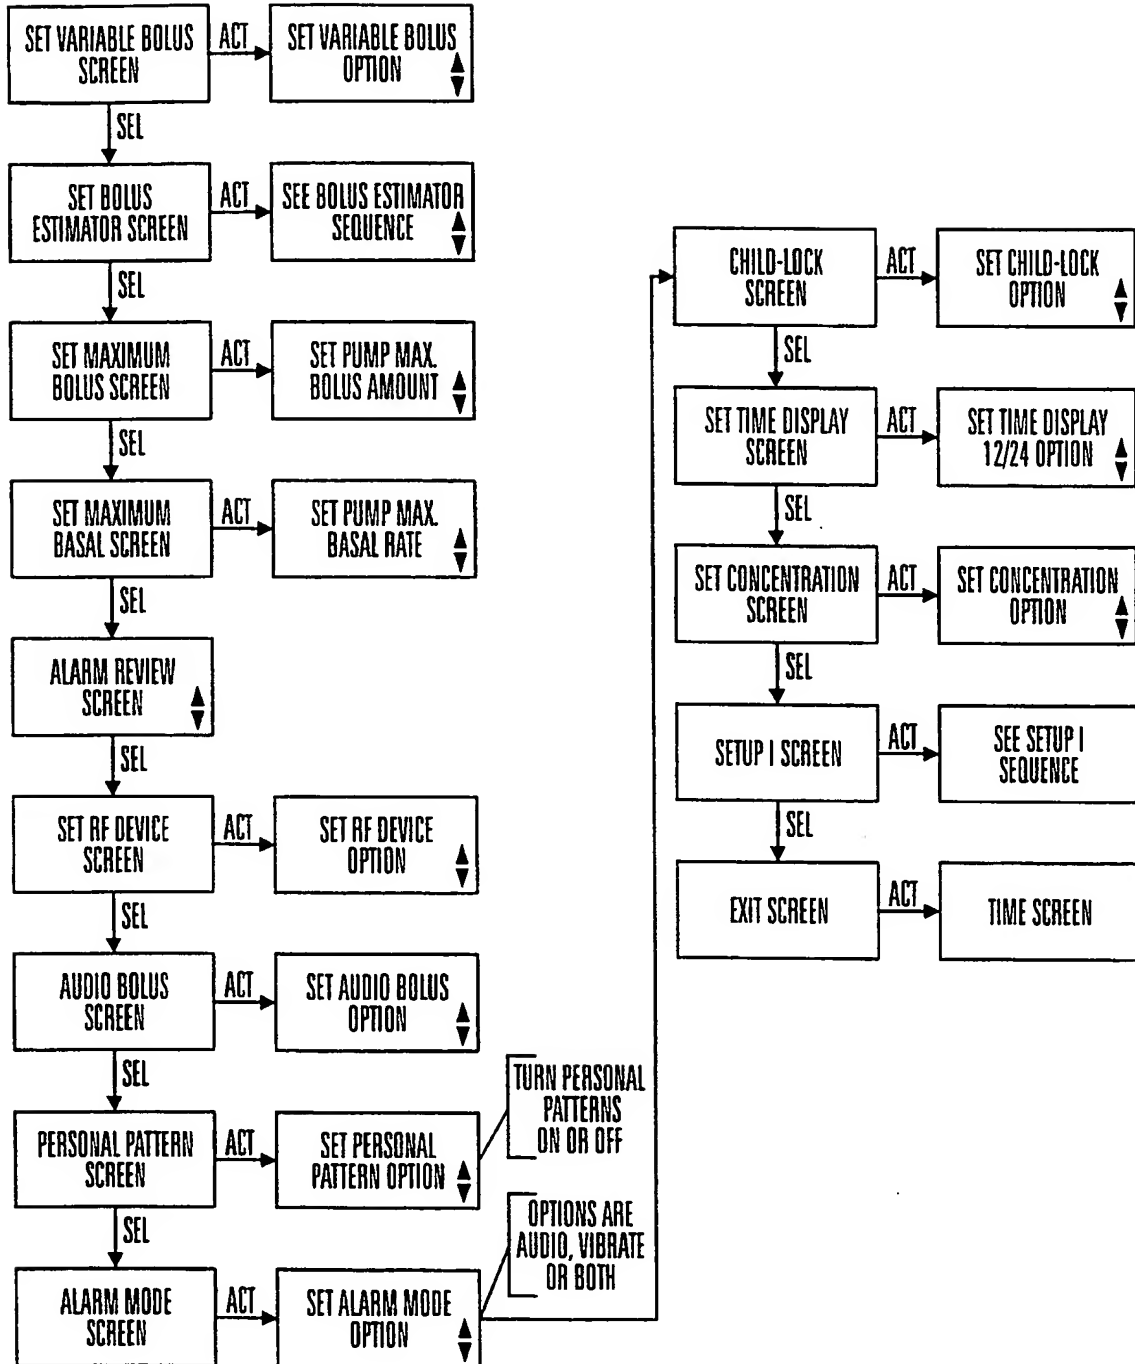 SET VARIABLE BOLUS
SCREEN
ACT
SET VARIABLE BOLUS
OPTION
SEL
SET BOLUS
ESTIMATOR SCREEN
ACT
SEE BOLUS ESTIMATOR
SEQUENCE
SEL
SET MAXIMUM
BOLUS SCREEN
ACT
SET PUMP MAX.
BOLUS AMOUNT
SEL
SET MAXIMUM
BASAL SCREEN
ACT
SET PUMP MAX.
BASAL RATE
SEL
ALARM REVIEW
SCREEN
SEL
SET RF DEVICE
SCREEN
ACT
SET RF DEVICE
OPTION
SEL
AUDIO BOLUS
SCREEN
ACT
SET AUDIO BOLUS
OPTION
SEL
PERSONAL PATTERN
SCREEN
ACT
SET PERSONAL
PATTERN OPTION
TURN PERSONAL
PATTERNS
ON OR OFF
SEL
ALARM MODE
SCREEN
ACT
SET ALARM MODE
OPTION
OPTIONS ARE
AUDIO, VIBRATE
OR BOTH
CHILD-LOCK
SCREEN
ACT
SET CHILD-LOCK
OPTION
SEL
SET TIME DISPLAY
SCREEN
ACT
SET TIME DISPLAY
12/24 OPTION
SEL
SET CONCENTRATION
SCREEN
ACT
SET CONCENTRATION
OPTION
SEL
SETUP I SCREEN
ACT
SEE SETUP I
SEQUENCE
SEL
EXIT SCREEN
ACT
TIME SCREEN